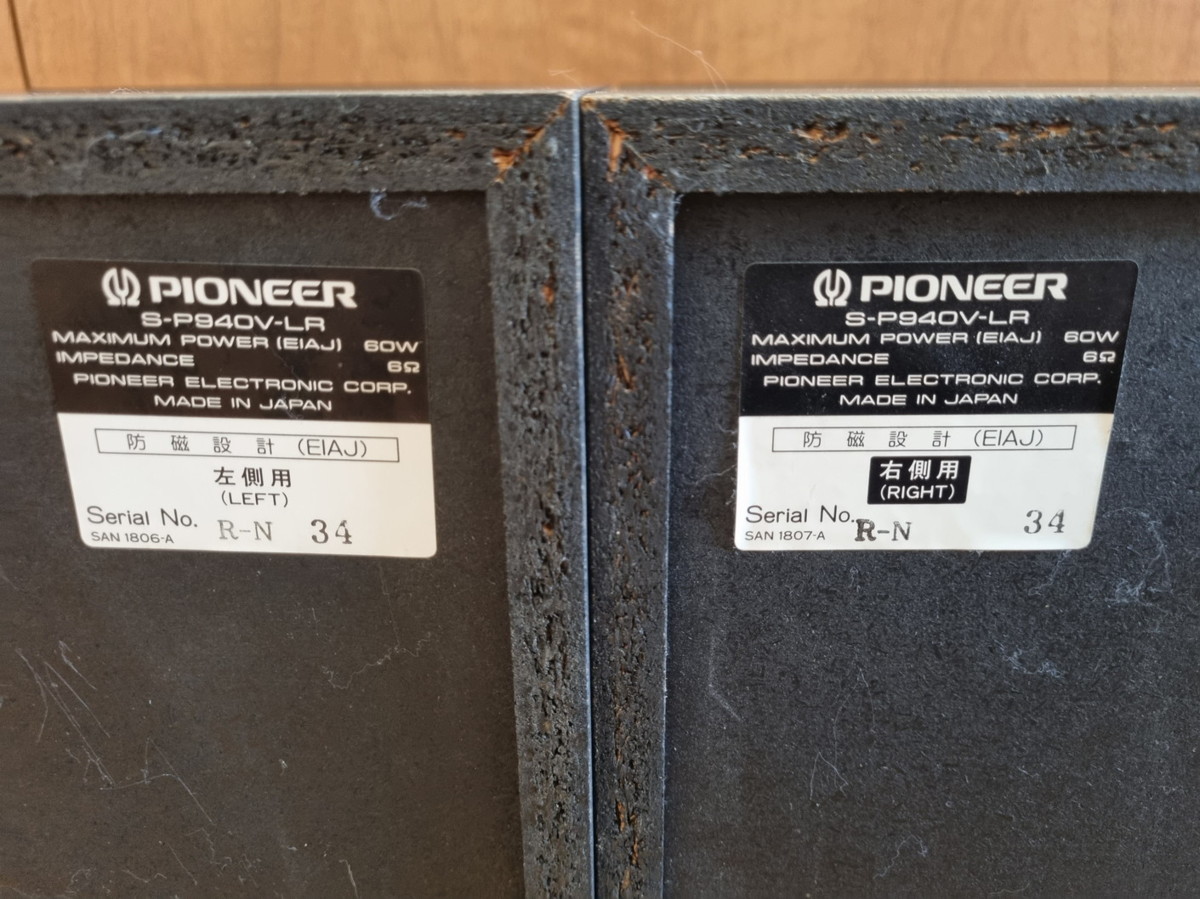 PIONEER
S-P940V-LR
MAXIMUM POWER (EIAJ) 60W
IMPEDANCE 6Ω
PIONEER ELECTRONIC CORP.
MADE IN JAPAN
防磁設計 (EIAJ)
左側用
(LEFT)
Serial No. R-N 34
SAN 1806-A
PIONEER
S-P940V-LR
MAXIMUM POWER (EIAJ) 60W
IMPEDANCE 6Ω
PIONEER ELECTRONIC CORP.
MADE IN JAPAN
防磁設計 (EIAJ)
右側用
(RIGHT)
Serial No. R-N 34
SAN 1807-A